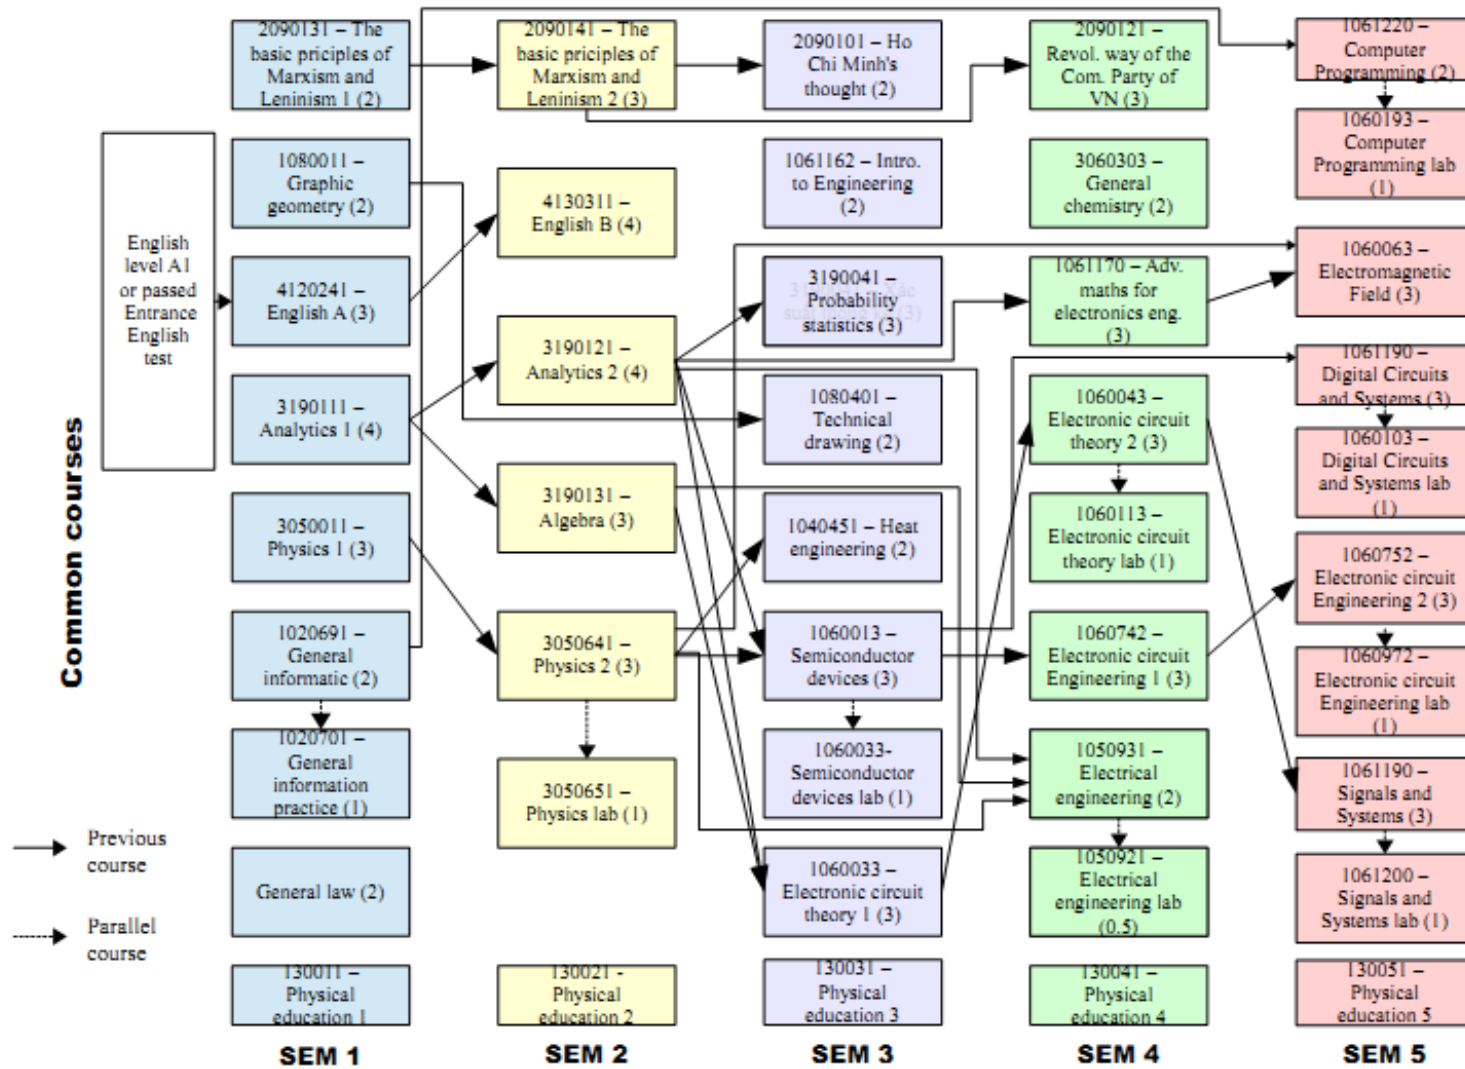 2090131 – The
basic priciples of
Marxism and
Leninism 1 (2)
1080011 –
Graphic
geometry (2)
English
level A1
or passed
Entrance
English
test
4120241 –
English A (3)
3190111 –
Analytics 1 (4)
3050011 –
Physics 1 (3)
1020691 –
General
informatic (2)
1020701 –
General
information
practice (1)
General law (2)
130011 –
Physical
education 1
SEM 1
2090141 – The
basic priciples of
Marxism and
Leninism 2 (3)
4130311 –
English B (4)
3190121 –
Analytics 2 (4)
3190131 –
Algebra (3)
3050641 –
Physics 2 (3)
3050651 –
Physics lab (1)
130021 -
Physical
education 2
SEM 2
2090101 – Ho
Chi Minh's
thought (2)
1061162 – Intro.
to Engineering
(2)
3190041 –
Probability
statistics (3)
1080401 –
Technical
drawing (2)
1040451 – Heat
engineering (2)
1060013 –
Semiconductor
devices (3)
1060033-
Semiconductor
devices lab (1)
1060033 –
Electronic circuit
theory 1 (3)
130031 –
Physical
education 3
SEM 3
2090121 –
Revol. way of the
Com. Party of
VN (3)
3060303 –
General
chemistry (2)
1061170 – Adv.
maths for
electronics eng.
(3)
1060043 –
Electronic circuit
theory 2 (3)
1060113 –
Electronic circuit
theory lab (1)
1060742 –
Electronic circuit
Engineering 1 (3)
1050931 –
Electrical
engineering (2)
1050921 –
Electrical
engineering lab
(0.5)
130041 –
Physical
education 4
SEM 4
1061220 –
Computer
Programming (2)
1060193 –
Computer
Programming lab
(1)
1060063 –
Electromagnetic
Field (3)
1061190 –
Digital Circuits
and Systems (3)
1060103 –
Digital Circuits
and Systems lab
(1)
1060752 –
Electronic circuit
Engineering 2 (3)
1060972 –
Electronic circuit
Engineering lab
(1)
1061190 –
Signals and
Systems (3)
1061200 –
Signals and
Systems lab (1)
130051 –
Physical
education 5
SEM 5
Common courses
Previous
course
Parallel
course